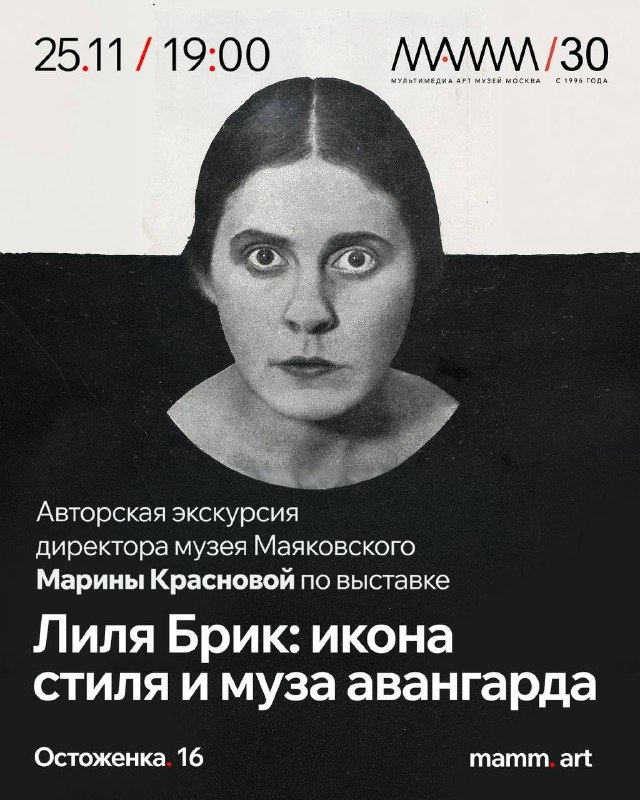 25.11 / 19:00
МАММ/30
МУЛЬТИМЕДИА АРТ МУЗЕЙ МОСКВА С 1996 ГОДА
Авторская экскурсия
директора музея Маяковского
Марины Красновой по выставке
Лиля Брик: икона
стиля и муза авангарда
Остоженка. 16
mamm.art